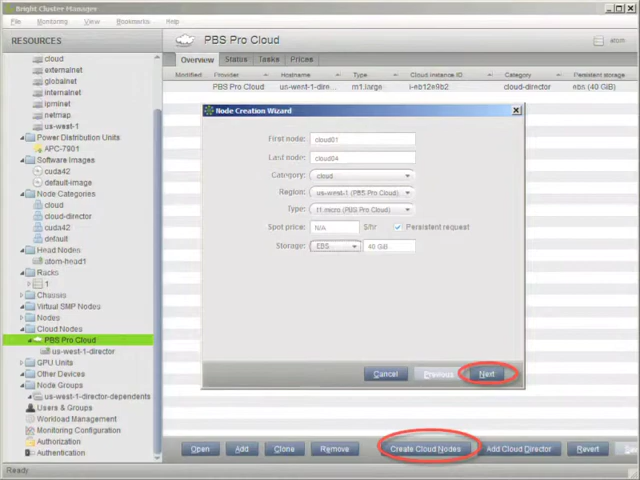 Bright Cluster Manager
File Monitoring View Bookmarks Help
RESOURCES
cloud
externalnet
globalnet
internalnet
ipminet
netmap
us-west-1
Power Distribution Units
APC-7901
Software Images
cuda42
default-image
Node Categories
cloud
cloud-director
cuda42
default
Head Nodes
atom-head1
Racks
1
Chassis
Virtual SMP Nodes
Nodes
Cloud Nodes
PBS Pro Cloud
us-west-1-director
GPU Units
Other Devices
Node Groups
us-west-1-director-dependents
Users & Groups
Workload Management
Monitoring Configuration
Authorization
Authentication
Ready
PBS Pro Cloud
atom
Overview Status Tasks Prices
Modified Provider Hostname Type Cloud Instance ID Category Persistent storage
PBS Pro Cloud us-west-1-dire... m1.large i-eb12e9b2 cloud-director ebs (40 GiB)
Node Creation Wizard
First node: cloud01
Last node: cloud04
Category: cloud
Region: us-west-1 (PBS Pro Cloud)
Type: t1.micro (PBS Pro Cloud)
Spot price: N/A $/hr Persistent request
Storage: EBS 40 GiB
Cancel Previous Next
Open Add Clone Remove Create Cloud Nodes Add Cloud Director Revert